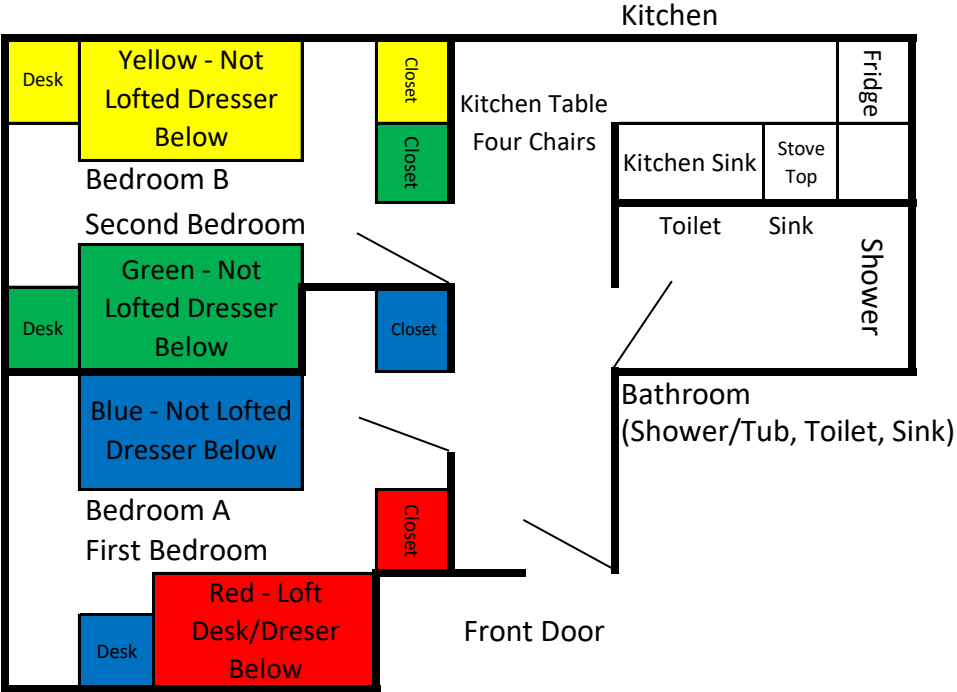 Kitchen
Desk
Yellow - Not
Lofted Dresser
Below
Closet
Closet
Kitchen Table
Four Chairs
Fridge
Kitchen Sink
Stove
Top
Bedroom B
Second Bedroom
Toilet
Sink
Shower
Green - Not
Lofted Dresser
Below
Desk
Closet
Blue - Not Lofted
Dresser Below
Bathroom
(Shower/Tub, Toilet, Sink)
Bedroom A
First Bedroom
Closet
Red - Loft
Desk/Dreser
Below
Desk
Front Door